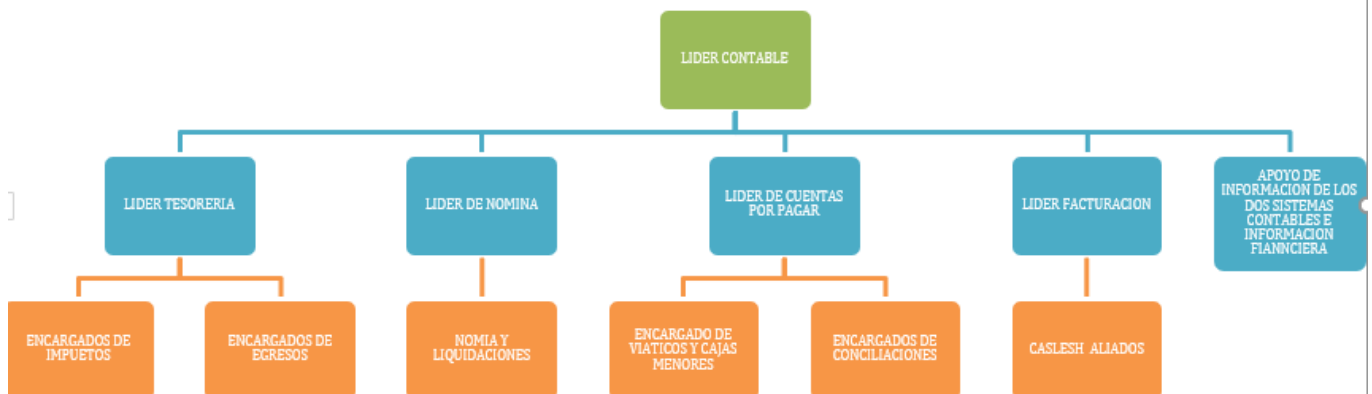 LIDER CONTABLE
LIDER TESORERIA
LIDER DE NOMINA
LIDER DE CUENTAS
POR PAGAR
LIDER FACTURACION
APOYO DE
INFORMACION DE LOS
DOS SISTEMAS
CONTABLES E
INFORMACION
FIANNCIERA
ENCARGADOS DE
IMPUETOS
ENCARGADOS DE
EGRESOS
NOMIA Y
LIQUIDACIONES
ENCARGADO DE
VIATICOS Y CAJAS
MENORES
ENCARGADOS DE
CONCILIACIONES
CASLESH ALIADOS